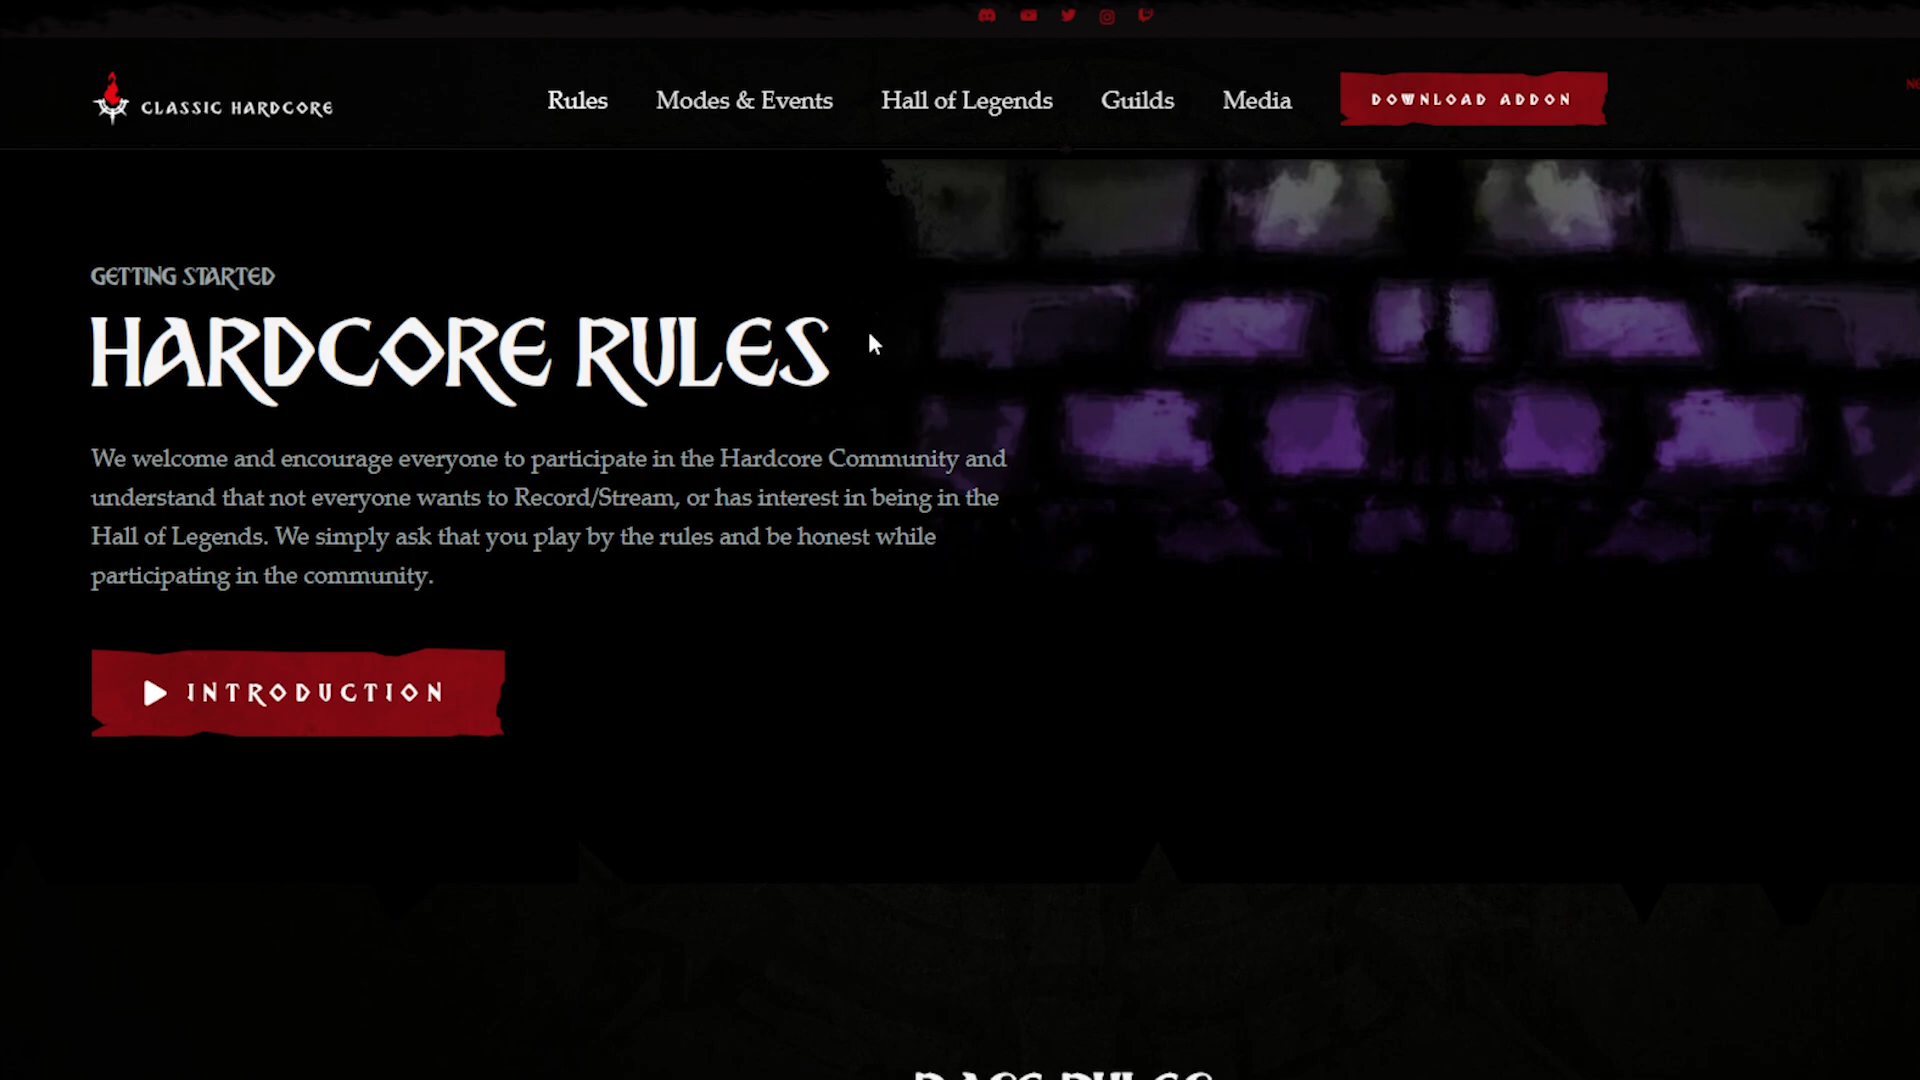 CLASSIC HARDCORE
Rules
Modes & Events
Hall of Legends
Guilds
Media
DOWNLOAD ADDON
GETTING STARTED
HARDCORE RULES
We welcome and encourage everyone to participate in the Hardcore Community and
understand that not everyone wants to Record/Stream, or has interest in being in the
Hall of Legends. We simply ask that you play by the rules and be honest while
participating in the community.
INTRODUCTION